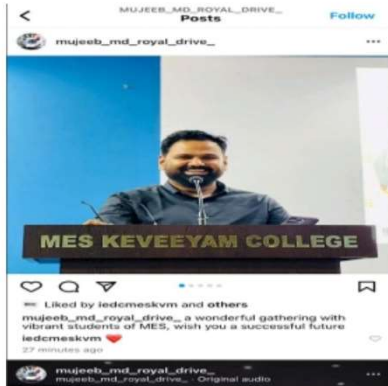 MUJEEB_MD_ROYAL_DRIVE_
Posts
Follow
mujeeb_md_royal_drive_
MES KEVEEYAM COLLEGE
Liked by iedcmeskvm and others
mujeeb_md_royal_drive_ a wonderful gathering with
vibrant students of MES, wish you a successful future
iedcmeskvm ❤️
27 minutes ago
mujeeb_md_royal_drive_
mujeeb_md_royal_drive_ - Original audio